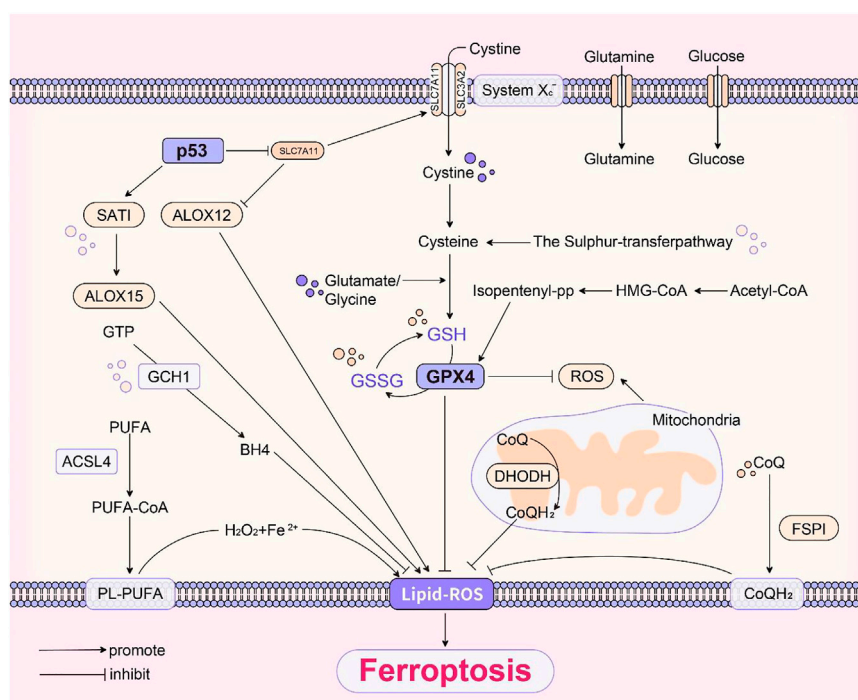 Cystine
Glutamine
Glucose
SLC7A11
SLC3A2
System Xc⁻
p53
SLC7A11
Cystine
Glutamine
Glucose
SATI
ALOX12
Cysteine
The Sulphur-transferpathway
Glutamate/
Glycine
Isopentenyl-pp
HMG-CoA
Acetyl-CoA
ALOX15
GTP
GSH
GCH1
GSSG
GPX4
ROS
Mitochondria
PUFA
CoQ
BH4
ACSL4
DHODH
CoQ
PUFA-CoA
CoQH₂
H₂O₂+Fe²⁺
FSPI
PL-PUFA
Lipid-ROS
CoQH₂
promote
inhibit
Ferroptosis